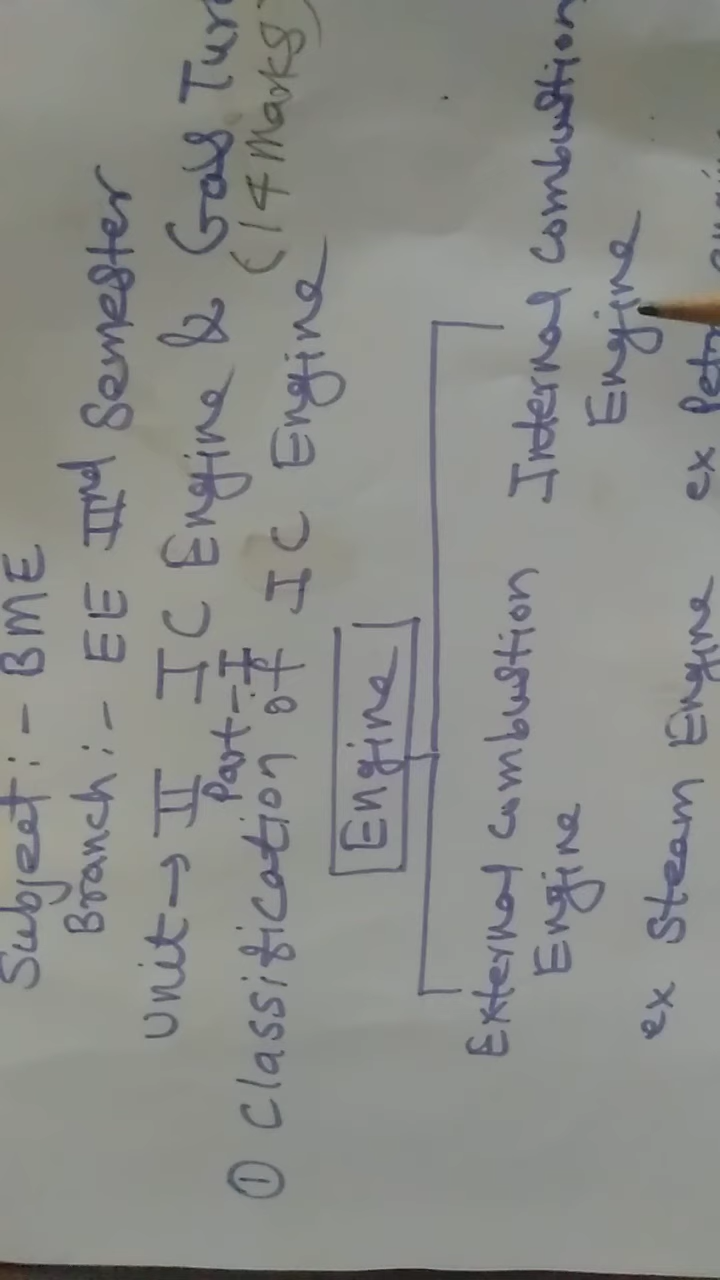 Subject :- BME
Branch :- EE IInd Semester
Unit → II IC Engine & Gas Tur
Part-I (14 Marks)
① Classification of IC Engine
Engine
External combustion Internal combustion
Engine Engine
ex Steam Engine ex Petr